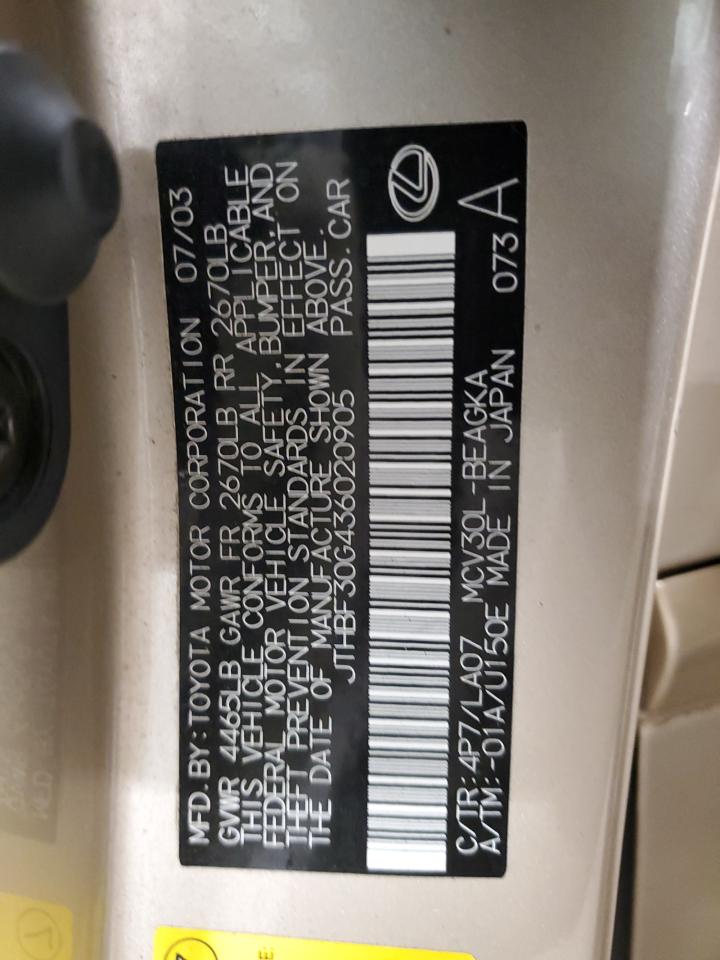 MFD.BY:TOYOTA MOTOR CORPORATION 07/03
GVWR 4465LB GAWR FR 2670LB RR 2670LB
THIS VEHICLE CONFORMS TO ALL APPLICABLE
FEDERAL MOTOR VEHICLE SAFETY,BUMPER,AND
THEFT PREVENTION STANDARDS IN EFFECT ON
THE DATE OF MANUFACTURE SHOWN ABOVE.
JTHBF30G436020905 PASS.CAR
C/TR:4P7/LA07 MCV30L-BEAGKA 073 A
A/TM:-01A/U150E MADE IN JAPAN